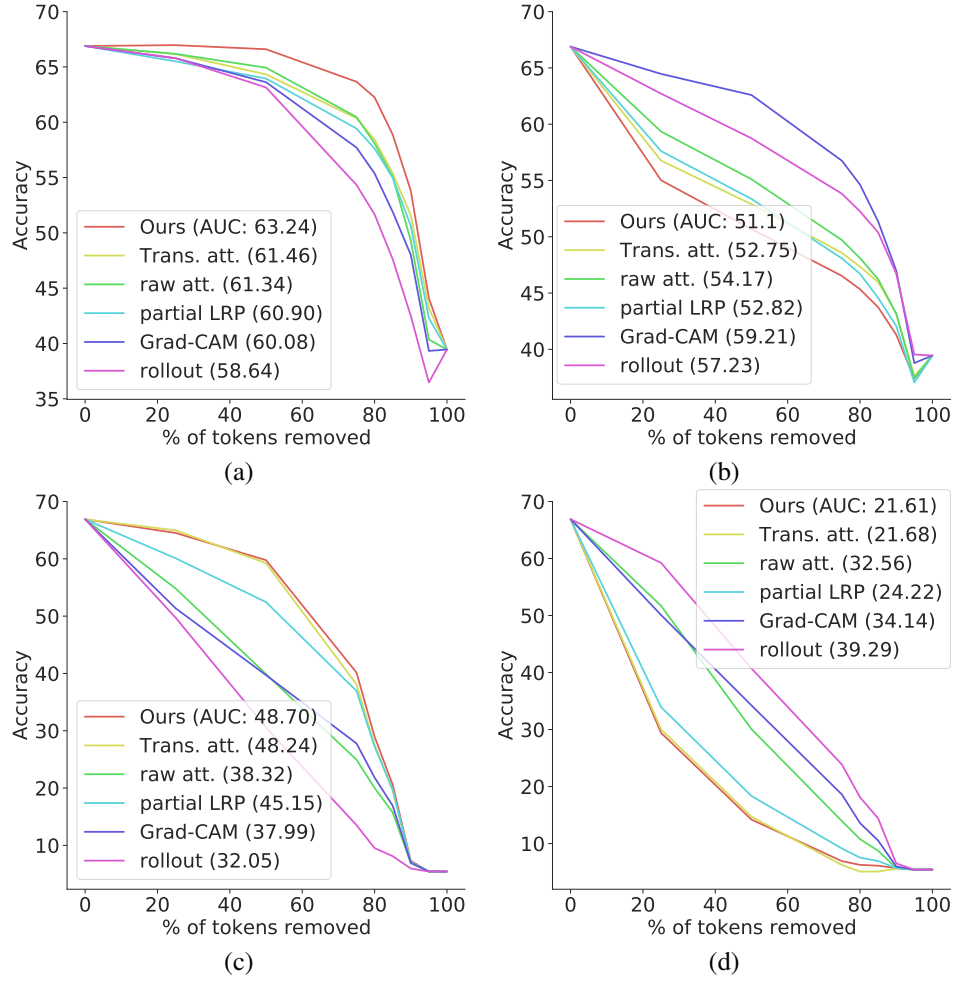 70
65
60
55
50
45
40
35
Accuracy
Ours (AUC: 63.24)
Trans. att. (61.46)
raw att. (61.34)
partial LRP (60.90)
Grad-CAM (60.08)
rollout (58.64)
0 20 40 60 80 100
% of tokens removed
(a)
70
65
60
55
50
45
40
Accuracy
Ours (AUC: 51.1)
Trans. att. (52.75)
raw att. (54.17)
partial LRP (52.82)
Grad-CAM (59.21)
rollout (57.23)
0 20 40 60 80 100
% of tokens removed
(b)
70
60
50
40
30
20
10
Accuracy
Ours (AUC: 48.70)
Trans. att. (48.24)
raw att. (38.32)
partial LRP (45.15)
Grad-CAM (37.99)
rollout (32.05)
0 20 40 60 80 100
% of tokens removed
(c)
70
60
50
40
30
20
10
Accuracy
Ours (AUC: 21.61)
Trans. att. (21.68)
raw att. (32.56)
partial LRP (24.22)
Grad-CAM (34.14)
rollout (39.29)
0 20 40 60 80 100
% of tokens removed
(d)